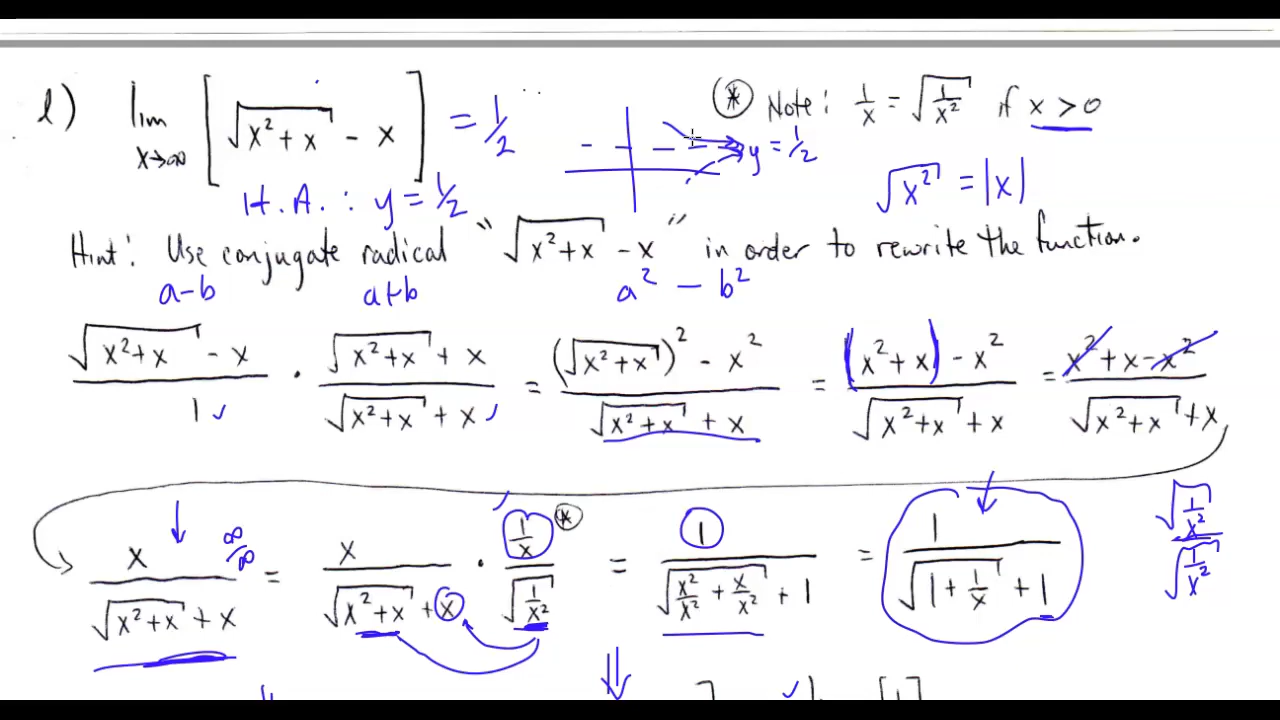 l) lim x→∞ [√(x² + x) - x] = 1/2
(*) Note: 1/x = √(1/x²) if x > 0
y = 1/2
√(x²) = |x|
H.A.: y = 1/2
Hint: Use conjugate radical "√(x²+x) - x" in order to rewrite the function.
a-b a+b a² - b²
(√(x²+x) - x)/1 · (√(x²+x) + x)/(√(x²+x) + x) = ((√(x²+x))² - x²)/(√(x²+x) + x) = ((x²+x) - x²)/(√(x²+x) + x) = (x² + x - x²)/(√(x²+x) + x)
x/(√(x²+x) + x) ∞/∞ = x/(√(x²+x) + x) · (1/x)/√(1/x²) (*) = 1/(√(x²/x² + x/x²) + 1) = 1/(√(1 + 1/x) + 1)
√(1/x²)/√(1/x²)